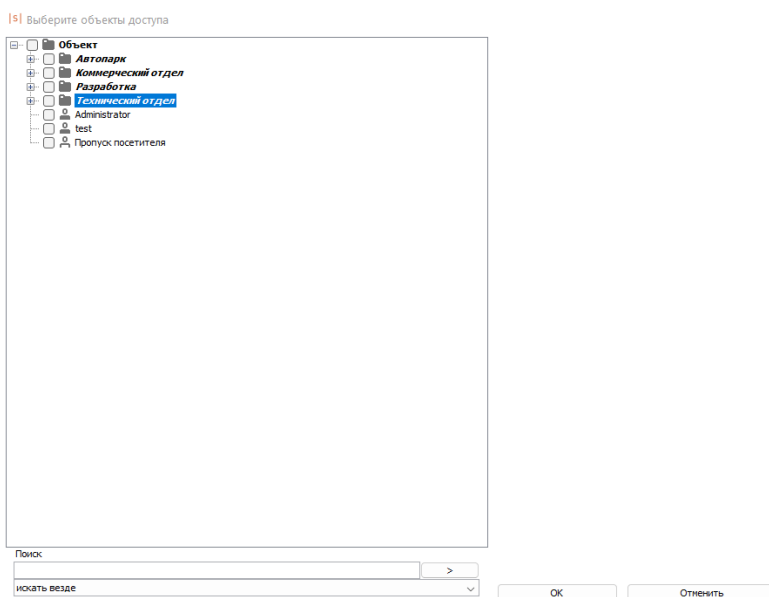 |s| Выберите объекты доступа
Объект
Автопарк
Коммерческий отдел
Разработка
Технический отдел
Administrator
test
Пропуск посетителя
Поиск
>
искать везде
OK
Отменить